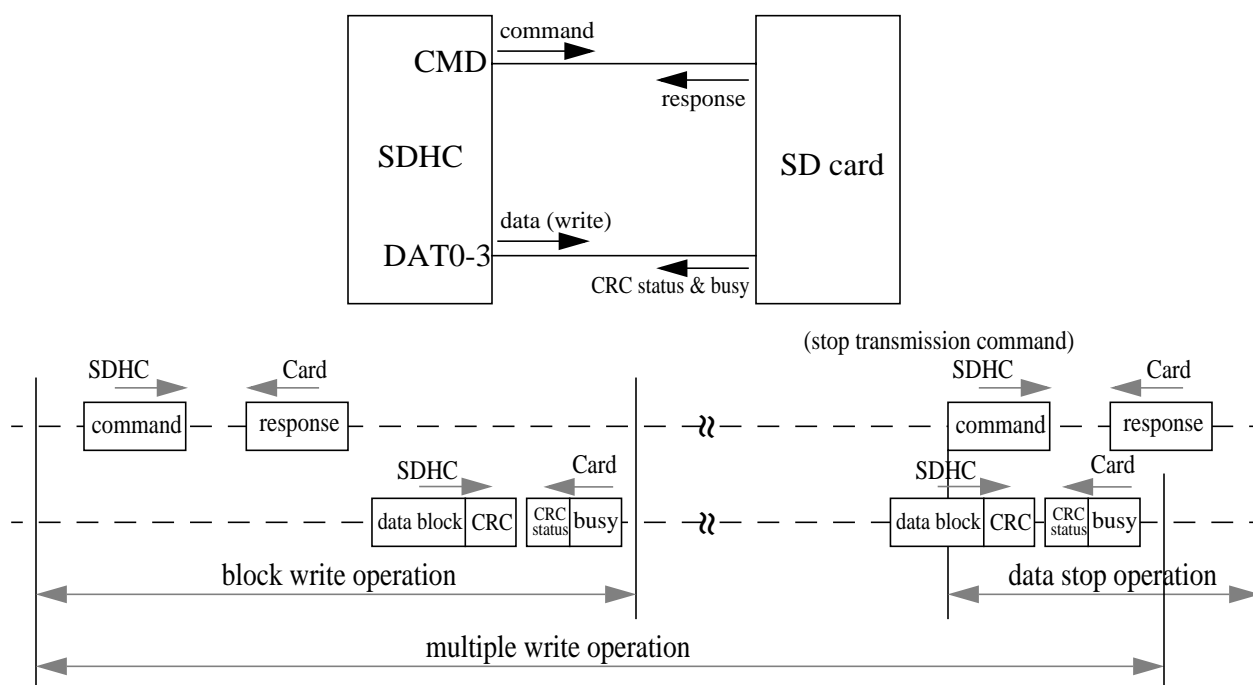 command
CMD
response
SDHC
SD card
data (write)
DAT0-3
CRC status & busy
(stop transmission command)
SDHC Card SDHC Card
command response command response
SDHC Card SDHC Card
data block CRC CRC status busy data block CRC CRC status busy
block write operation data stop operation
multiple write operation